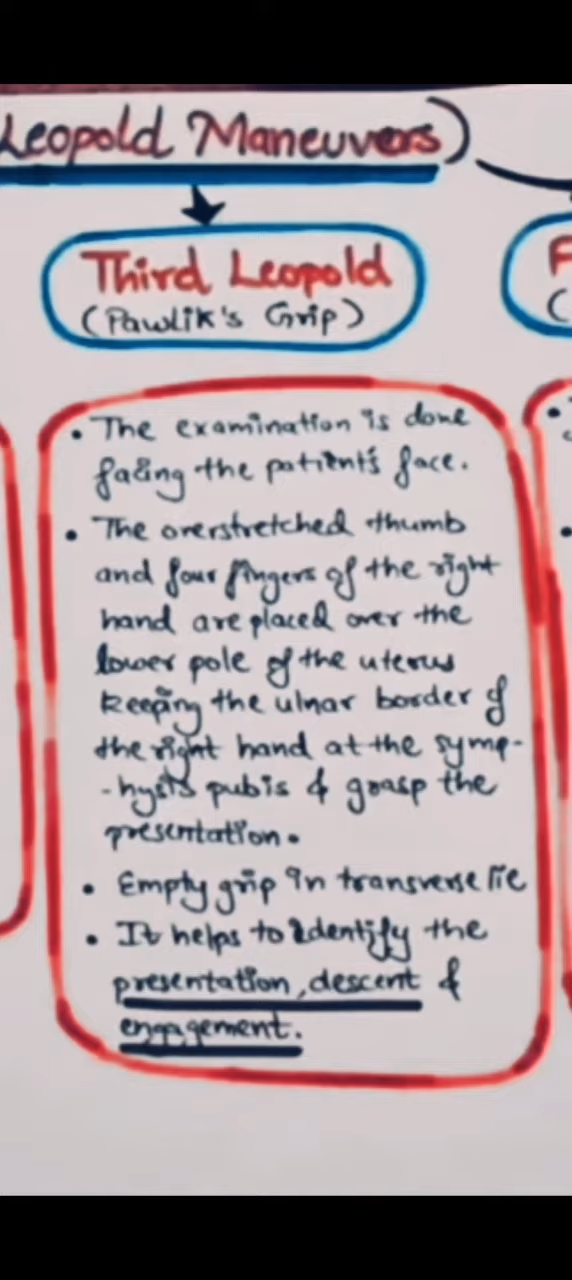 Leopold Maneuvers)
Third Leopold
(Pawlik's Grip)
F
(
• The examination is done
facing the patient's face.
• The overstretched thumb
and four fingers of the right
hand are placed over the
lower pole of the uterus
keeping the ulnar border of
the right hand at the symp-
-hysis pubis & grasp the
presentation.
• Empty grip in transverse lie
• It helps to identify the
presentation, descent &
engagement.